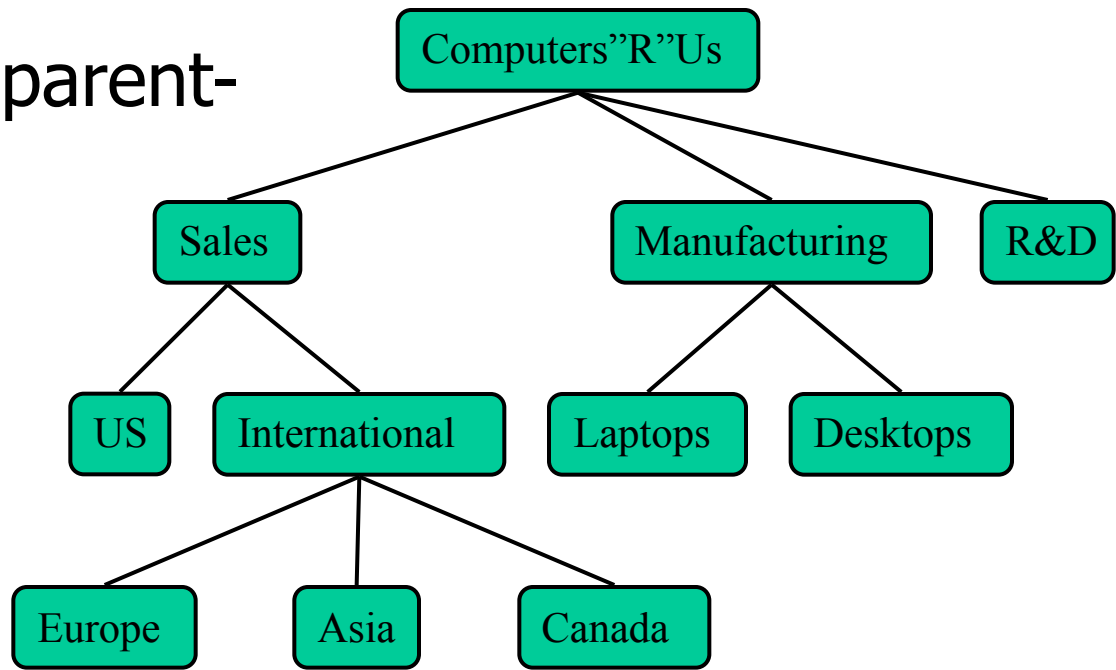 parent-
Computers”R”Us
Sales
Manufacturing
R&D
US
International
Laptops
Desktops
Europe
Asia
Canada